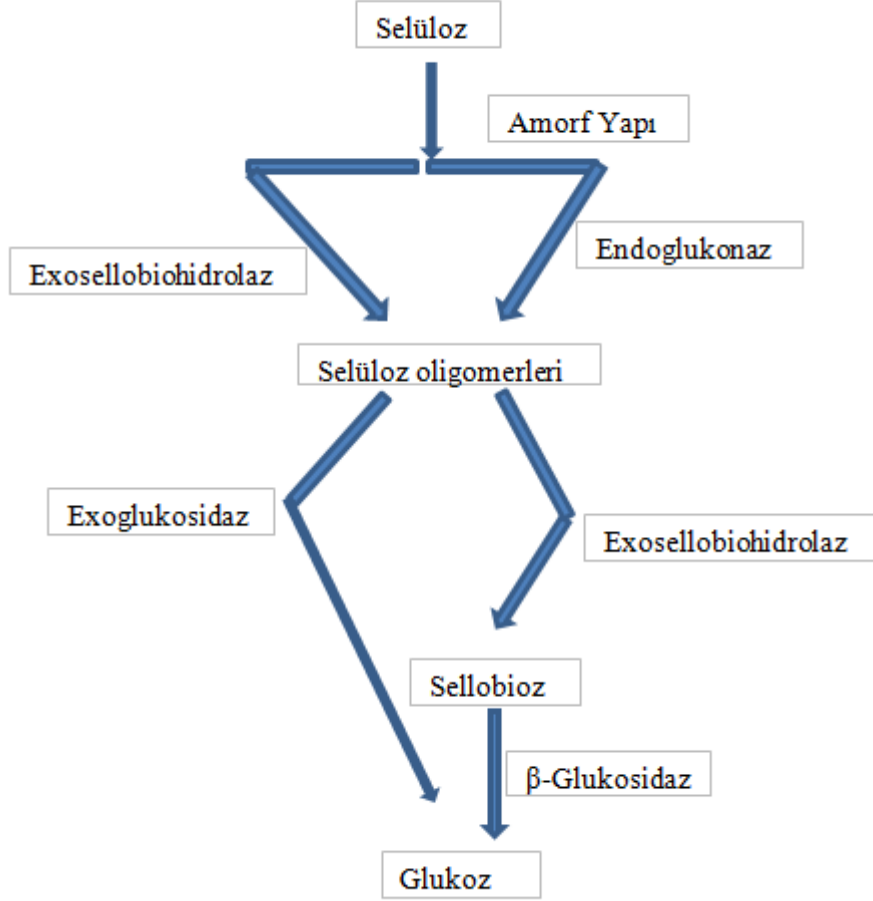 Selüloz
Amorf Yapı
Endoglukonaz
Exosellobiohidrolaz
Selüloz oligomerleri
Exoglukosidaz
Exosellobiohidrolaz
Sellobioz
β-Glukosidaz
Glukoz